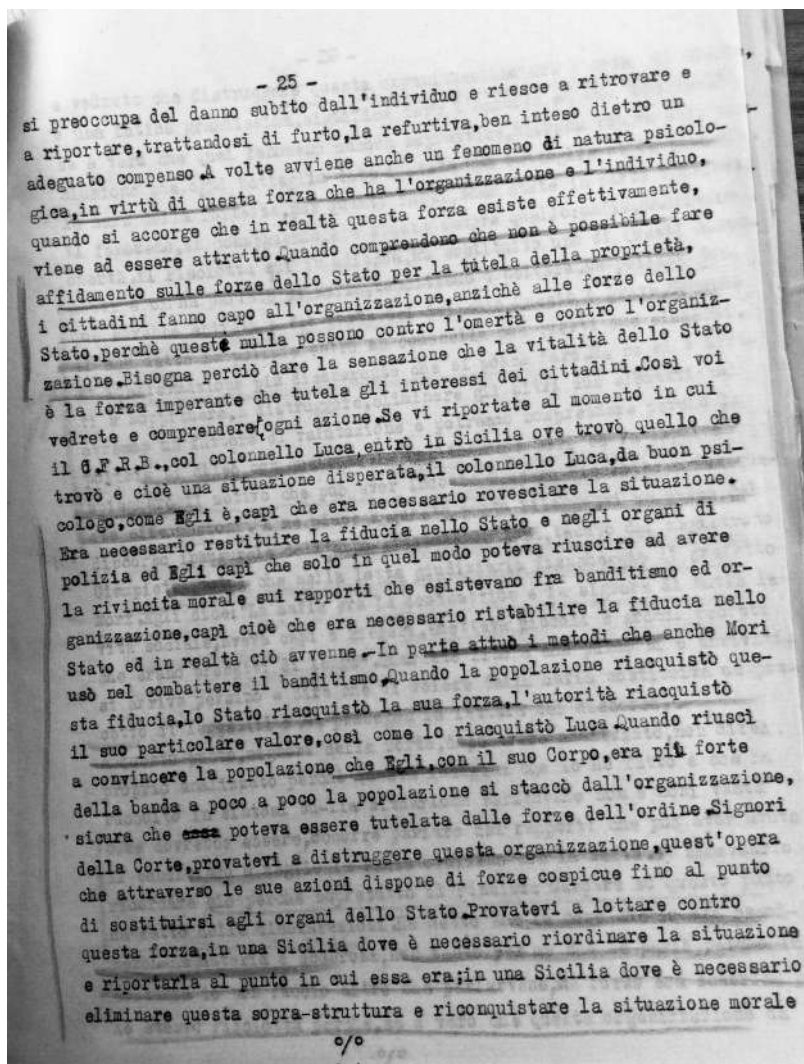 - 25 -
si preoccupa del danno subito dall'individuo e riesce a ritrovare e
a riportare,trattandosi di furto,la refurtiva,ben inteso dietro un
adeguato compenso.A volte avviene anche un fenomeno di natura psicolo-
gica,in virtù di questa forza che ha l'organizzazione e l'individuo,
quando si accorge che in realtà questa forza esiste effettivamente,
viene ad essere attratto.Quando comprendono che non è possibile fare
affidamento sulle forze dello Stato per la tutela della proprietà,
i cittadini fanno capo all'organizzazione,anzichè alle forze dello
Stato,perchè queste nulla possono contro l'omertà e contro l'organiz-
zazione.Bisogna perciò dare la sensazione che la vitalità dello Stato
è la forza imperante che tutela gli interessi dei cittadini.Così voi
vedrete e comprenderete ogni azione.Se vi riportate al momento in cui
il C.F.R.B.,col colonnello Luca,entrò in Sicilia ove trovò quello che
trovò e cioè una situazione disperata,il colonnello Luca,da buon psi-
cologo,come Egli è,capì che era necessario rovesciare la situazione.
Era necessario restituire la fiducia nello Stato e negli organi di
polizia ed Egli capì che solo in quel modo poteva riuscire ad avere
la rivincita morale sui rapporti che esistevano fra banditismo ed or-
ganizzazione,capì cioè che era necessario ristabilire la fiducia nello
Stato ed in realtà ciò avvenne.-In parte attuò i metodi che anche Mori
usò nel combattere il banditismo.Quando la popolazione riacquistò que-
sta fiducia,lo Stato riacquistò la sua forza,l'autorità riacquistò
il suo particolare valore,così come lo riacquistò Luca.Quando riuscì
a convincere la popolazione che Egli,con il suo Corpo,era più forte
della banda a poco a poco la popolazione si staccò dall'organizzazione,
sicura che essa poteva essere tutelata dalle forze dell'ordine.Signori
della Corte,provatevi a distruggere questa organizzazione,quest'opera
che attraverso le sue azioni dispone di forze cospicue fino al punto
di sostituirsi agli organi dello Stato.Provatevi a lottare contro
questa forza,in una Sicilia dove è necessario riordinare la situazione
e riportarla al punto in cui essa era;in una Sicilia dove è necessario
eliminare questa sopra-struttura e riconquistare la situazione morale
o/o